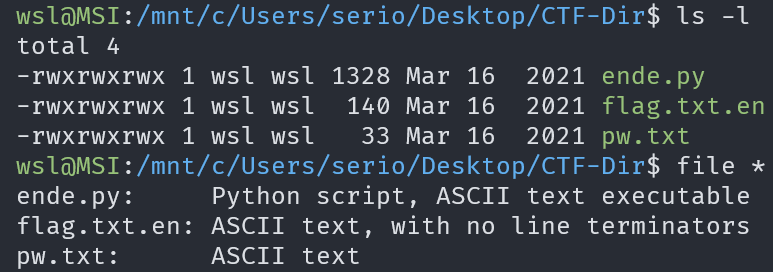 wsl@MSI:/mnt/c/Users/serio/Desktop/CTF-Dir$ ls -l
total 4
-rwxrwxrwx 1 wsl wsl 1328 Mar 16  2021 ende.py
-rwxrwxrwx 1 wsl wsl  140 Mar 16  2021 flag.txt.en
-rwxrwxrwx 1 wsl wsl   33 Mar 16  2021 pw.txt
wsl@MSI:/mnt/c/Users/serio/Desktop/CTF-Dir$ file *
ende.py:     Python script, ASCII text executable
flag.txt.en: ASCII text, with no line terminators
pw.txt:      ASCII text